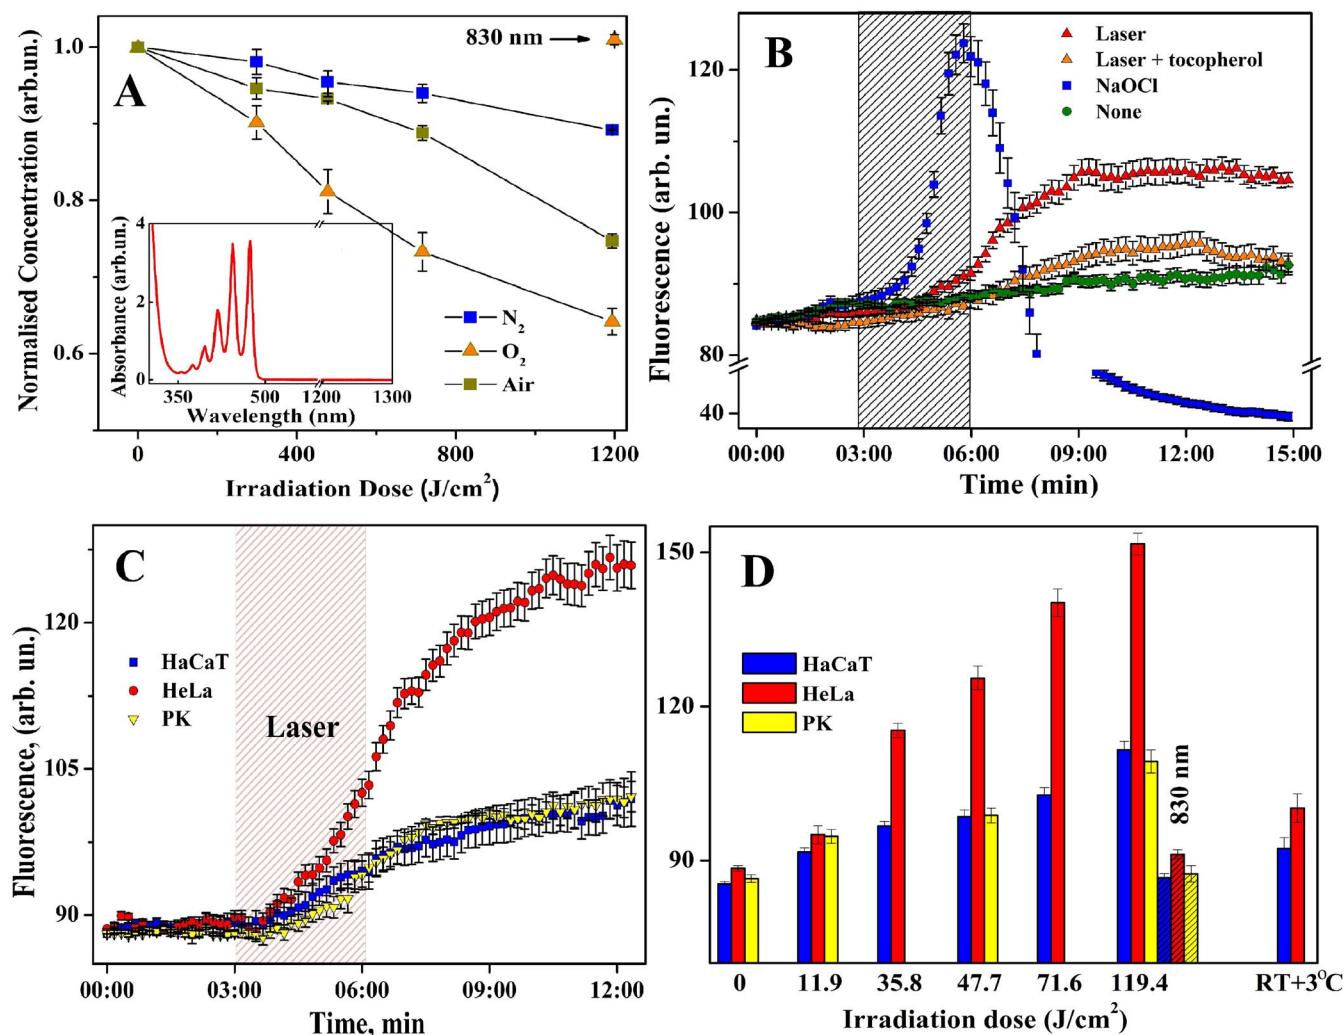 A
Normalised Concentration (arb.un.)
1.0
0.8
0.6
830 nm
Absorbance (arb.un.)
4
2
0
350
500
1200
1300
Wavelength (nm)
N2
O2
Air
0
400
800
1200
Irradiation Dose (J/cm2)
B
Fluorescence (arb. un.)
120
100
80
40
Laser
Laser + tocopherol
NaOCl
None
00:00
03:00
06:00
09:00
12:00
15:00
Time (min)
C
Fluorescence, (arb. un.)
120
105
90
HaCaT
HeLa
PK
Laser
00:00
03:00
06:00
09:00
12:00
Time, min
D
Fluorescence (arb. un.)
150
120
90
HaCaT
HeLa
PK
830 nm
0
11.9
35.8
47.7
71.6
119.4
RT+3°C
Irradiation dose (J/cm2)